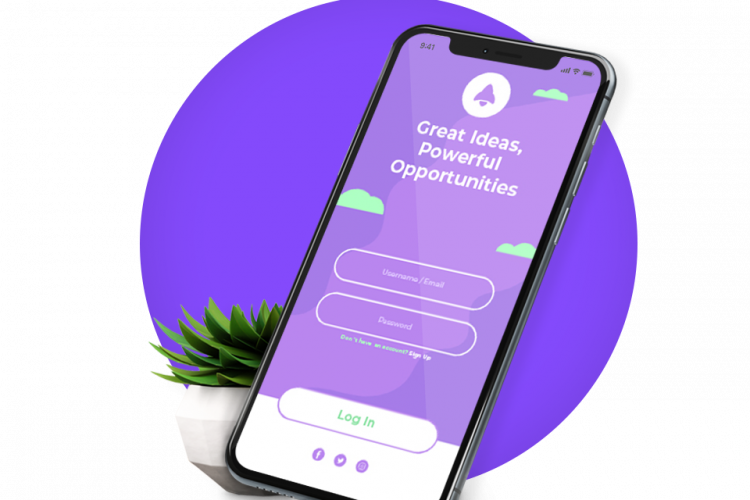 9:41
Great Ideas,
Powerful
Opportunities
Username / Email
Password
Don't have an account? Sign Up
Log In